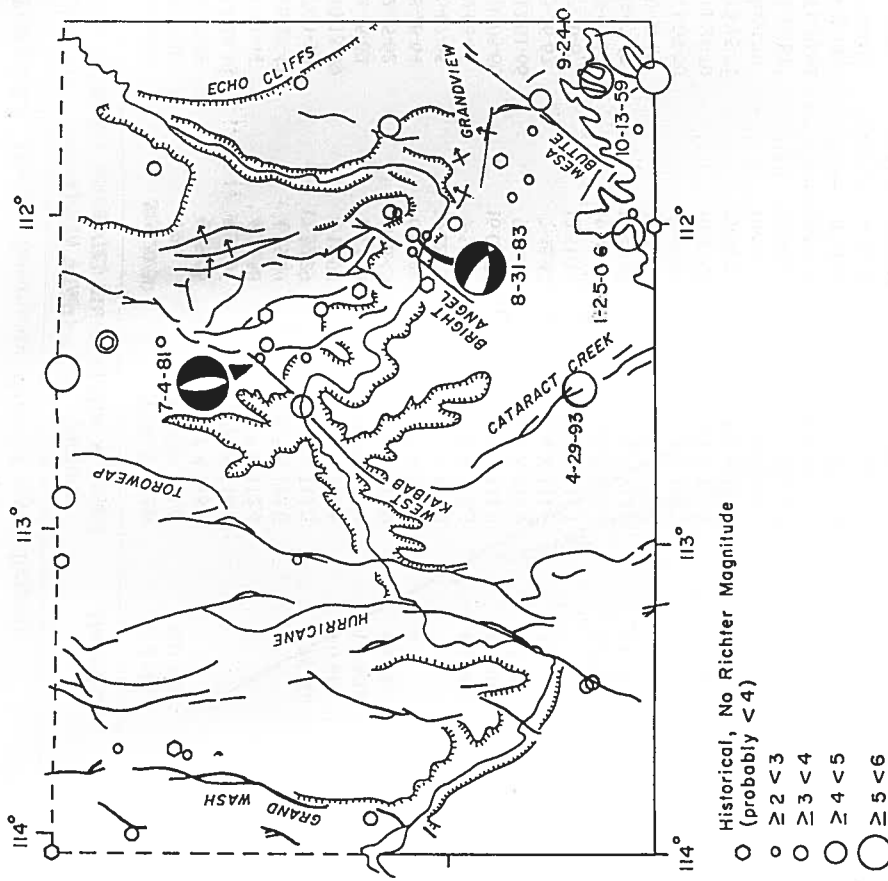 114°
113°
112°
ECHO CLIFFS
TOROWEAP
7-4-81
GRAND
WASH
HURRICANE
WEST
KAIBAB
BRIGHT
ANGEL
GRANDVIEW
8-31-83
CATARACT CREEK
4-29-93
1-25-06
MESA
BUTTE
9-24-10
10-13-59
114°
113°
112°
Historical, No Richter Magnitude
(probably < 4)
≥ 2 < 3
≥ 3 < 4
≥ 4 < 5
≥ 5 < 6